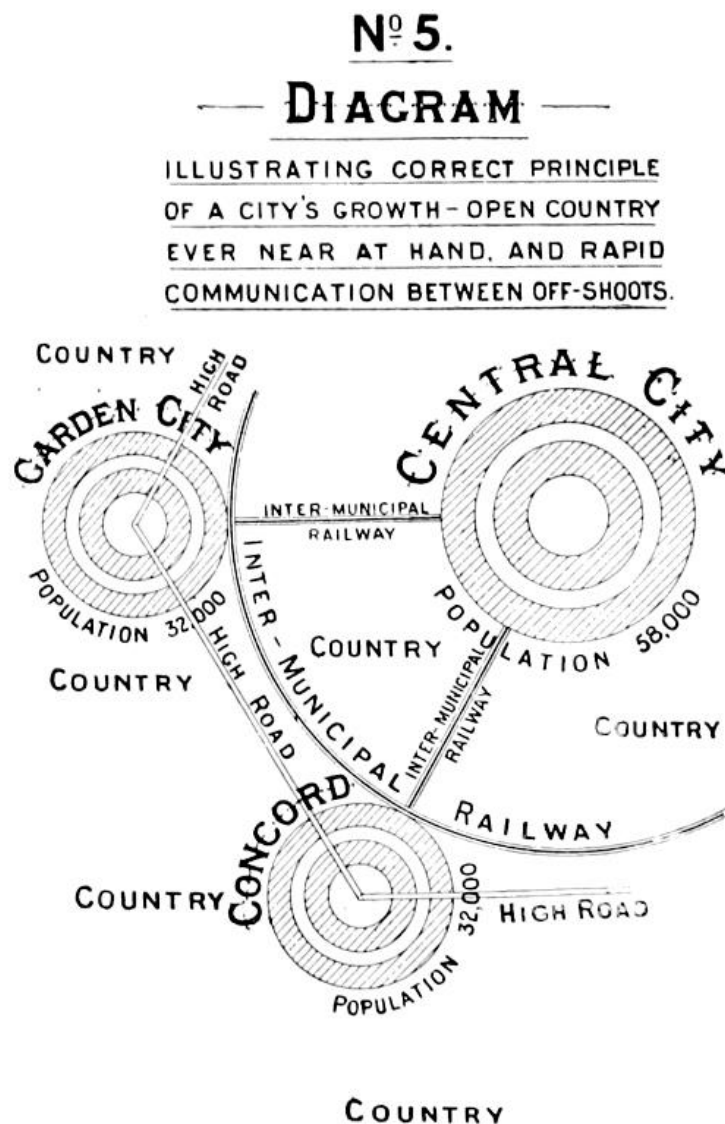 Nº 5.
DIAGRAM
ILLUSTRATING CORRECT PRINCIPLE
OF A CITY'S GROWTH - OPEN COUNTRY
EVER NEAR AT HAND, AND RAPID
COMMUNICATION BETWEEN OFF-SHOOTS.
COUNTRY
HIGH
ROAD
GARDEN CITY
POPULATION 32,000
CENTRAL CITY
POPULATION 58,000
INTER-MUNICIPAL
RAILWAY
INTER-MUNICIPAL RAILWAY
COUNTRY
COUNTRY
HIGH ROAD
INTER-MUNICIPAL
RAILWAY
COUNTRY
CONCORD
POPULATION 32,000
COUNTRY
HIGH ROAD
COUNTRY